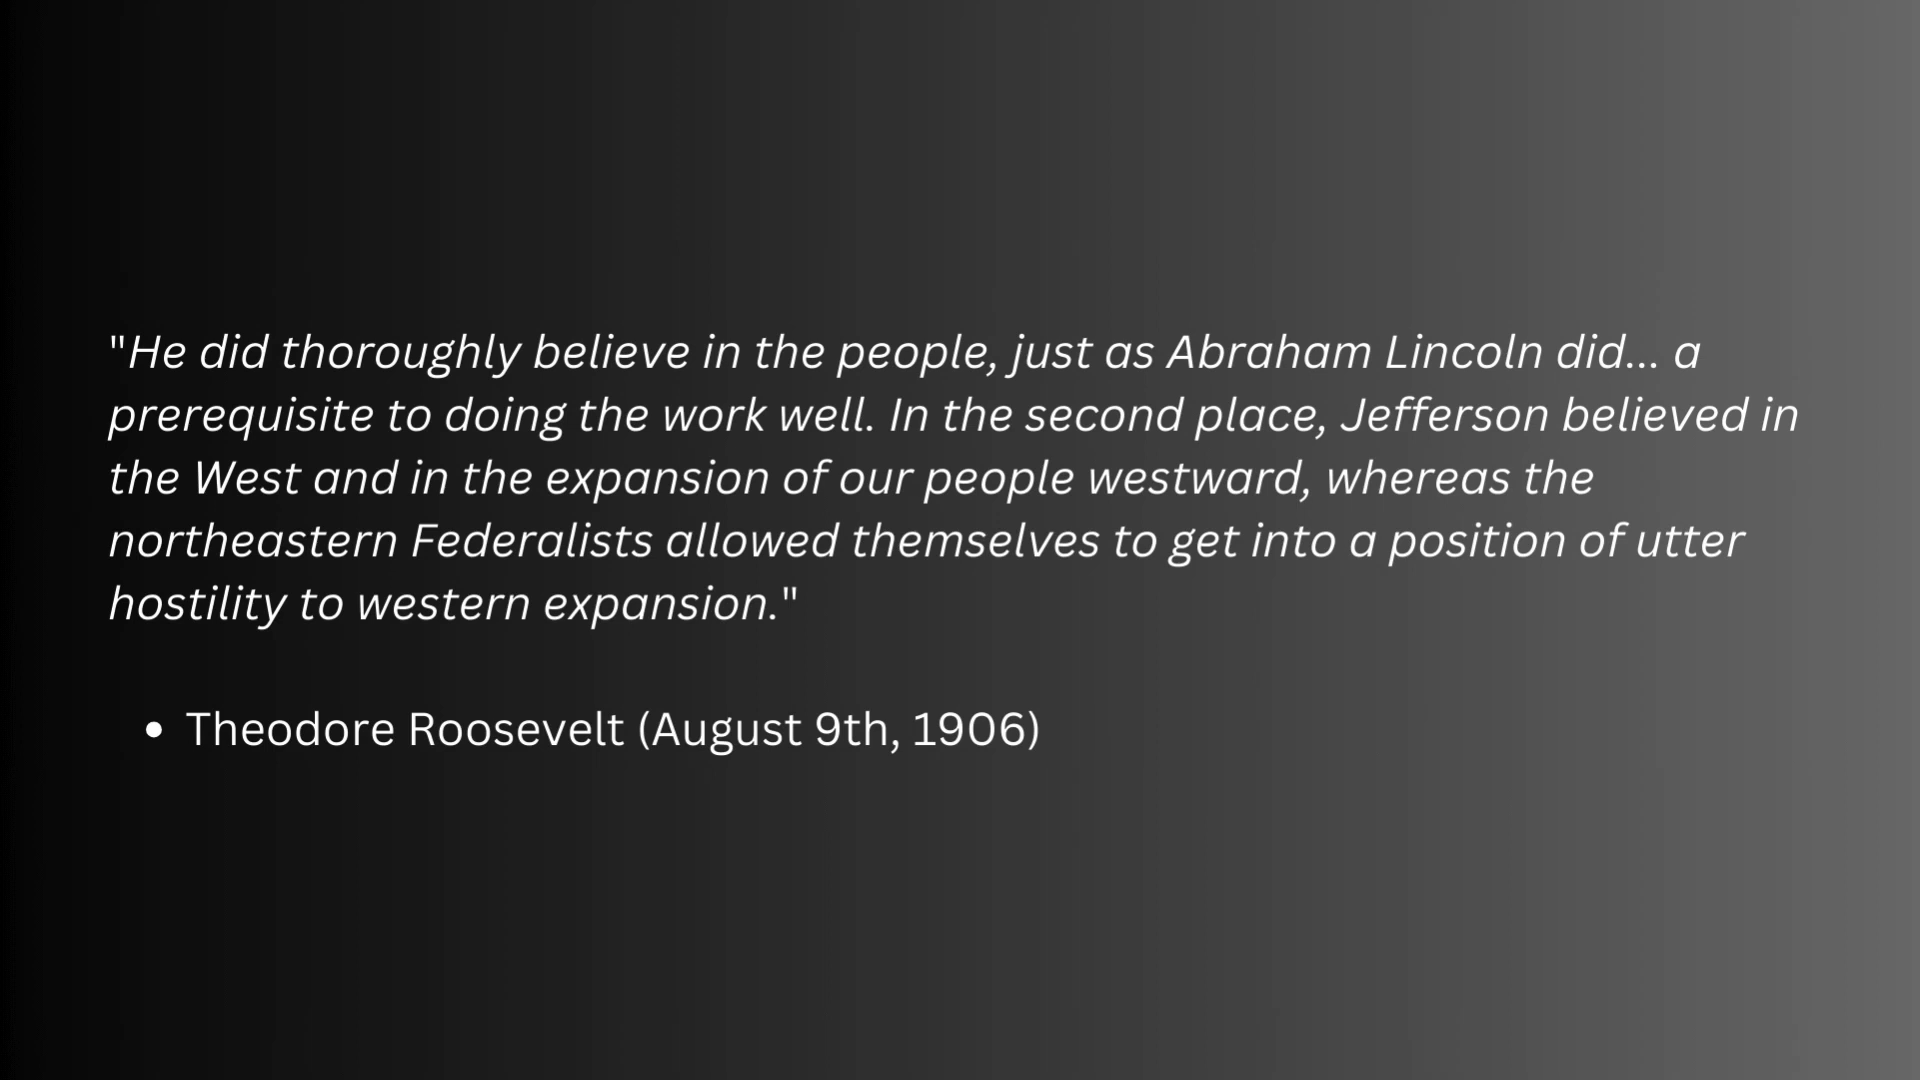 "He did thoroughly believe in the people, just as Abraham Lincoln did... a
prerequisite to doing the work well. In the second place, Jefferson believed in
the West and in the expansion of our people westward, whereas the
northeastern Federalists allowed themselves to get into a position of utter
hostility to western expansion."
• Theodore Roosevelt (August 9th, 1906)